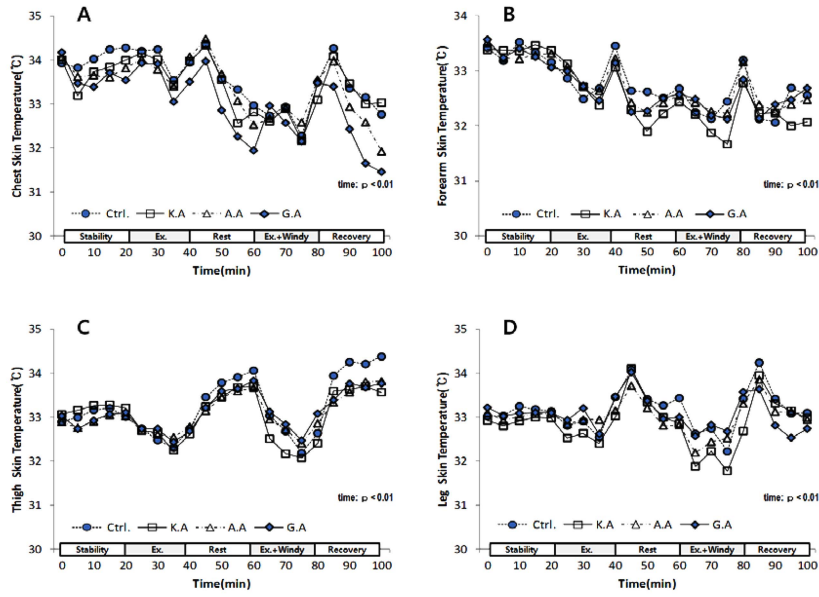 A
Chest Skin Temperature(℃)
35
34
33
32
31
30
time: p <0.01
Ctrl. K.A A.A G.A
Stability Ex. Rest Ex.+Windy Recovery
0 10 20 30 40 50 60 70 80 90 100
Time(min)
B
Forearm Skin Temperature(℃)
34
33
32
31
30
time: p <0.01
Ctrl. K.A A.A G.A
Stability Ex. Rest Ex.+Windy Recovery
0 10 20 30 40 50 60 70 80 90 100
Time(min)
C
Thigh Skin Temperature(℃)
35
34
33
32
31
30
time: p <0.01
Ctrl. K.A A.A G.A
Stability Ex. Rest Ex.+Windy Recovery
0 10 20 30 40 50 60 70 80 90 100
Time(min)
D
Leg Skin Temperature(℃)
35
34
33
32
31
30
time: p <0.01
Ctrl. K.A A.A G.A
Stability Ex. Rest Ex.+Windy Recovery
0 10 20 30 40 50 60 70 80 90 100
Time(min)